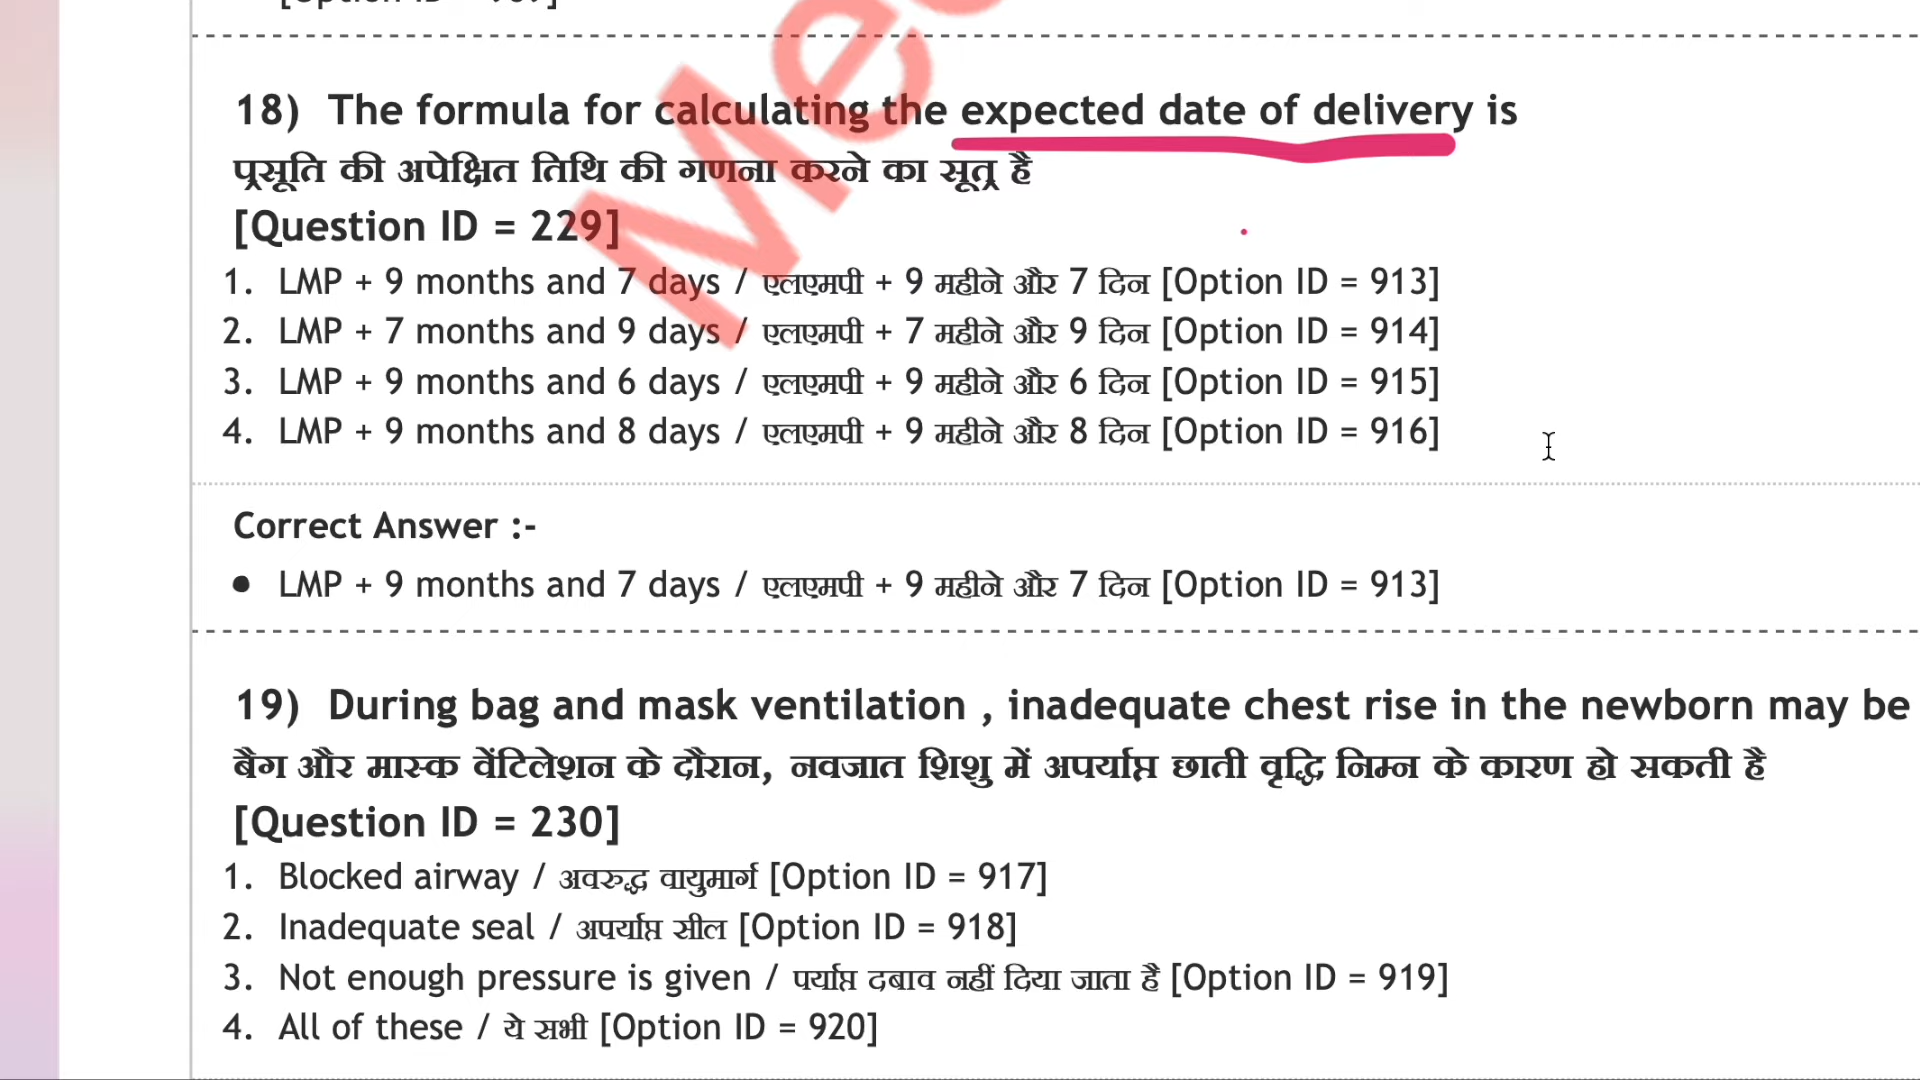 18) The formula for calculating the expected date of delivery is
प्रसूति की अपेक्षित तिथि की गणना करने का सूत्र है
[Question ID = 229]
1. LMP + 9 months and 7 days / एलएमपी + 9 महीने और 7 दिन [Option ID = 913]
2. LMP + 7 months and 9 days / एलएमपी + 7 महीने और 9 दिन [Option ID = 914]
3. LMP + 9 months and 6 days / एलएमपी + 9 महीने और 6 दिन [Option ID = 915]
4. LMP + 9 months and 8 days / एलएमपी + 9 महीने और 8 दिन [Option ID = 916]
Correct Answer :-
• LMP + 9 months and 7 days / एलएमपी + 9 महीने और 7 दिन [Option ID = 913]
19) During bag and mask ventilation , inadequate chest rise in the newborn may be
बैग और मास्क वेंटिलेशन के दौरान, नवजात शिशु में अपर्याप्त छाती वृद्धि निम्न के कारण हो सकती है
[Question ID = 230]
1. Blocked airway / अवरुद्ध वायुमार्ग [Option ID = 917]
2. Inadequate seal / अपर्याप्त सील [Option ID = 918]
3. Not enough pressure is given / पर्याप्त दबाव नहीं दिया जाता है [Option ID = 919]
4. All of these / ये सभी [Option ID = 920]